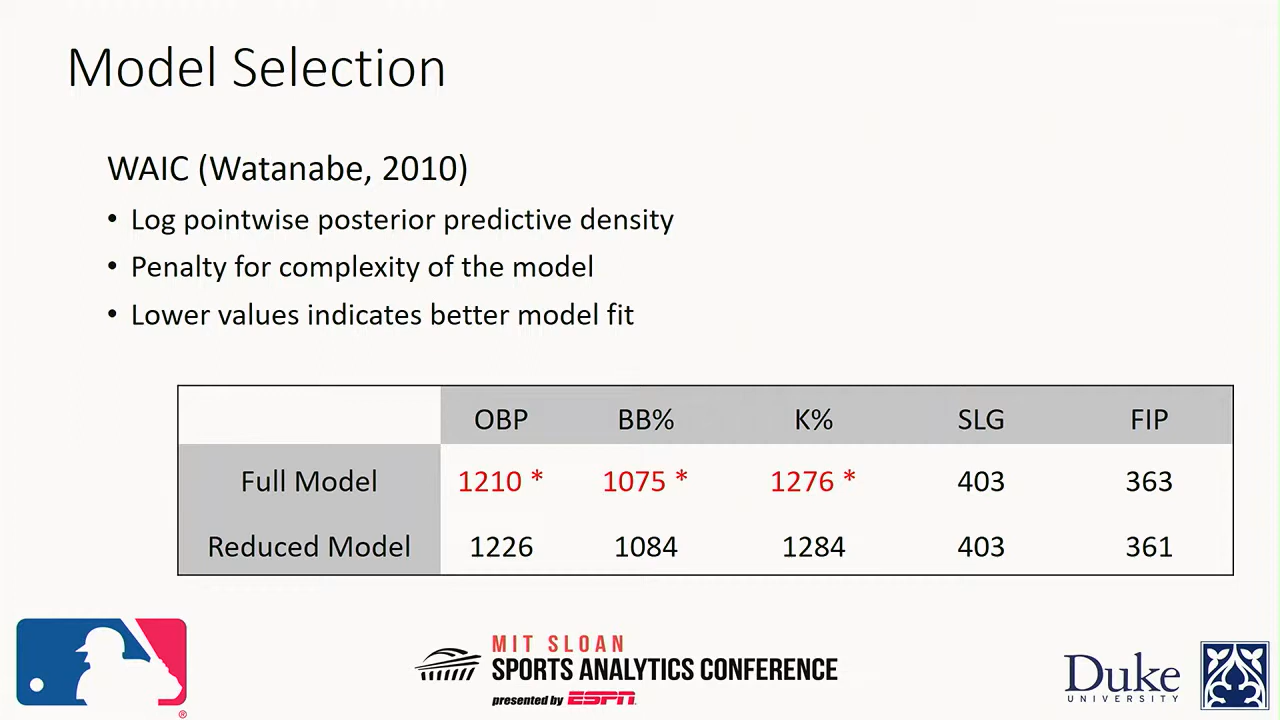 Model Selection
WAIC (Watanabe, 2010)
• Log pointwise posterior predictive density
• Penalty for complexity of the model
• Lower values indicates better model fit
OBP BB% K% SLG FIP
Full Model 1210 * 1075 * 1276 * 403 363
Reduced Model 1226 1084 1284 403 361
MIT SLOAN
SPORTS ANALYTICS CONFERENCE
presented by ESPN
Duke
UNIVERSITY
®